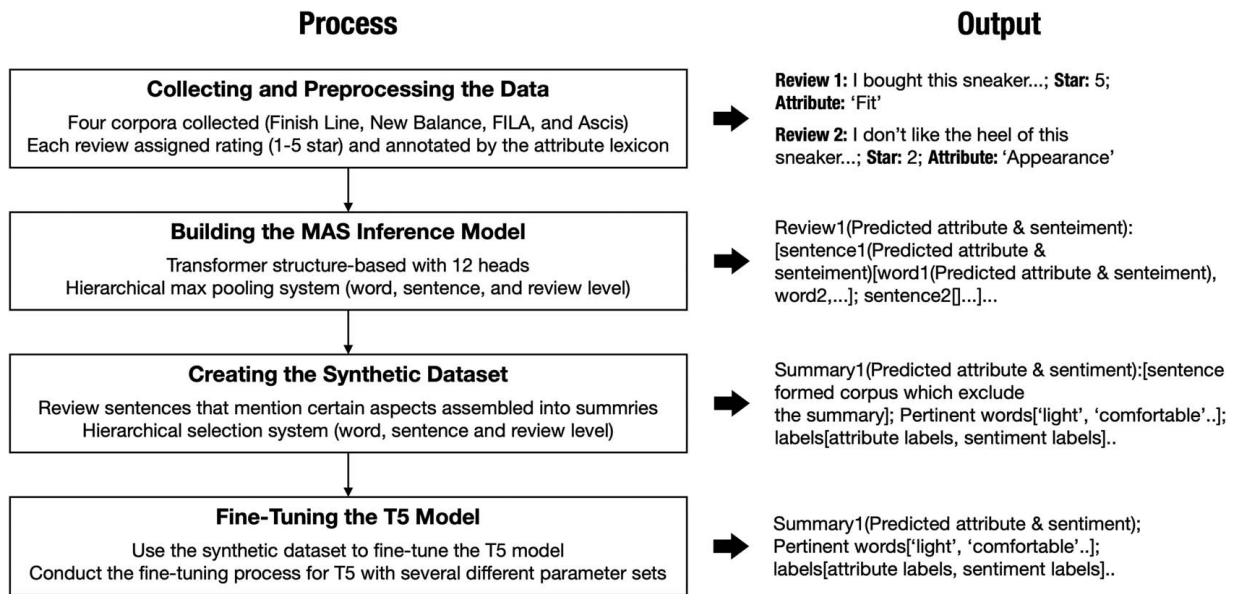 Process
Output
Collecting and Preprocessing the Data
Four corpora collected (Finish Line, New Balance, FILA, and Ascis)
Each review assigned rating (1-5 star) and annotated by the attribute lexicon
Review 1: I bought this sneaker...; Star: 5;
Attribute: ‘Fit’
Review 2: I don’t like the heel of this
sneaker...; Star: 2; Attribute: ‘Appearance’
Building the MAS Inference Model
Transformer structure-based with 12 heads
Hierarchical max pooling system (word, sentence, and review level)
Review1(Predicted attribute & senteiment):
[sentence1(Predicted attribute &
senteiment)[word1(Predicted attribute & senteiment),
word2,...]; sentence2[]...]...
Creating the Synthetic Dataset
Review sentences that mention certain aspects assembled into summries
Hierarchical selection system (word, sentence and review level)
Summary1(Predicted attribute & sentiment):[sentence
formed corpus which exclude
the summary]; Pertinent words[‘light’, ‘comfortable’..];
labels[attribute labels, sentiment labels]..
Fine-Tuning the T5 Model
Use the synthetic dataset to fine-tune the T5 model
Conduct the fine-tuning process for T5 with several different parameter sets
Summary1(Predicted attribute & sentiment);
Pertinent words[‘light’, ‘comfortable’..];
labels[attribute labels, sentiment labels]..